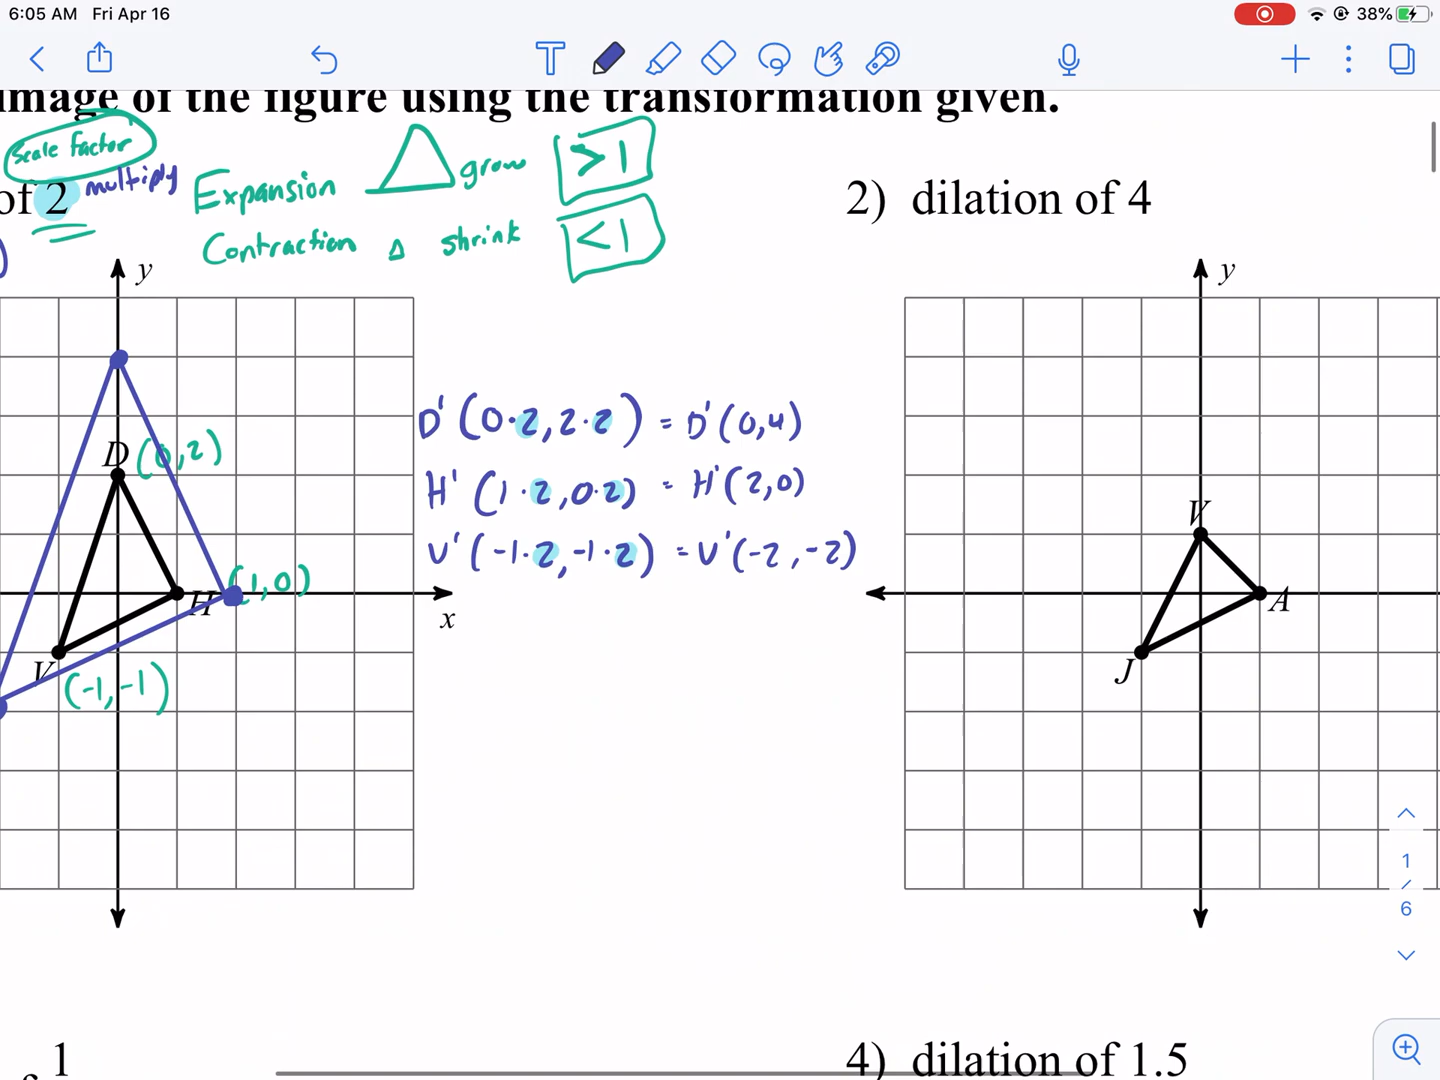 6:05 AM Fri Apr 16
38%
image of the figure using the transformation given.
Scale factor
of 2 multiply
Expansion grow >1
Contraction shrink <1
)
y
D (0,2)
H (1,0)
V (-1,-1)
x
D'(0·2,2·2) = D'(0,4)
H'(1·2,0·2) = H'(2,0)
V'(-1·2,-1·2) = V'(-2,-2)
2) dilation of 4
y
V
A
J
1
/
6
1
4) dilation of 1.5